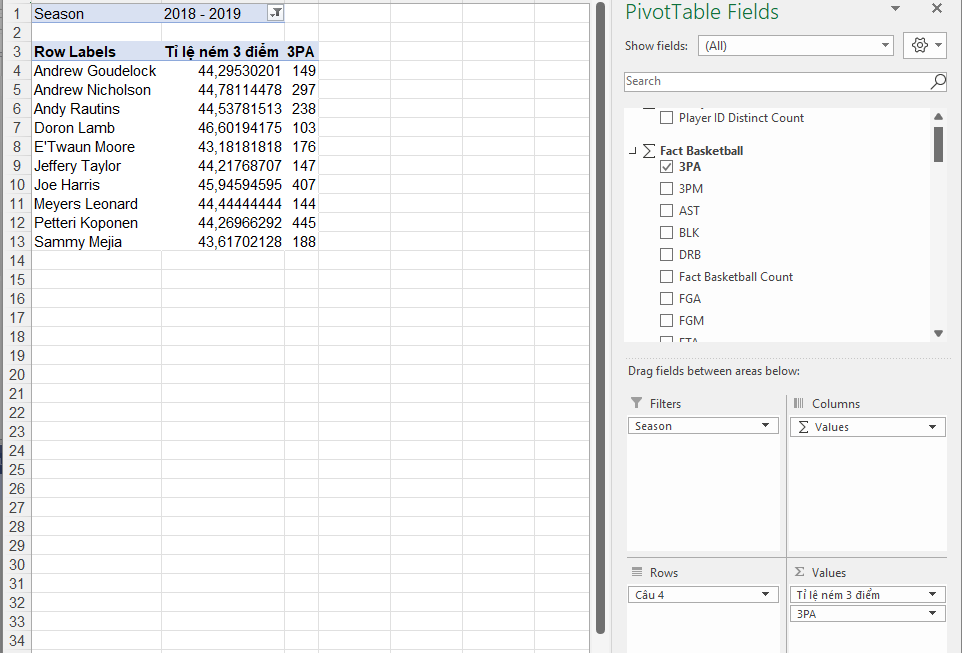 1 Season 2018 - 2019
2
3 Row Labels Tỉ lệ ném 3 điểm 3PA
4 Andrew Goudelock 44,29530201 149
5 Andrew Nicholson 44,78114478 297
6 Andy Rautins 44,53781513 238
7 Doron Lamb 46,60194175 103
8 E'Twaun Moore 43,18181818 176
9 Jeffery Taylor 44,21768707 147
10 Joe Harris 45,94594595 407
11 Meyers Leonard 44,44444444 144
12 Petteri Koponen 44,26966292 445
13 Sammy Mejia 43,61702128 188
14
15
16
17
18
19
20
21
22
23
24
25
26
27
28
29
30
31
32
33
34
PivotTable Fields
Show fields: (All)
Search
Player ID Distinct Count
Fact Basketball
3PA
3PM
AST
BLK
DRB
Fact Basketball Count
FGA
FGM
Drag fields between areas below:
Filters
Season
Columns
Σ Values
Rows
Câu 4
Σ Values
Tỉ lệ ném 3 điểm
3PA